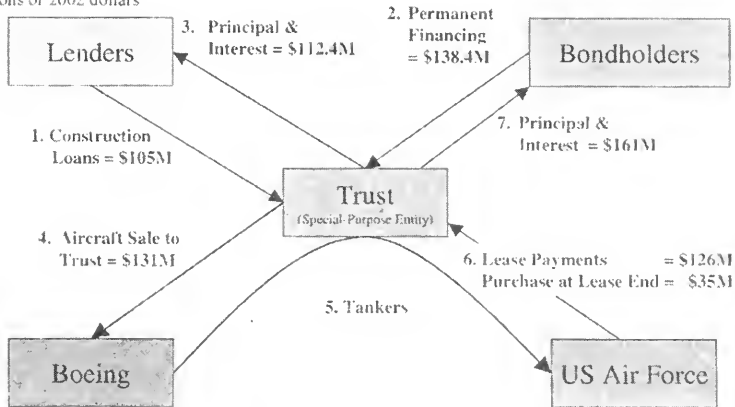 of 2002 dollars
3. Principal &
Interest = $112.4M
2. Permanent
Financing
= $138.4M
Lenders
Bondholders
1. Construction
Loans = $105M
7. Principal &
Interest = $161M
Trust
(Special-Purpose Entity)
4. Aircraft Sale to
Trust = $131M
6. Lease Payments = $126M
Purchase at Lease End = $35M
5. Tankers
Boeing
US Air Force